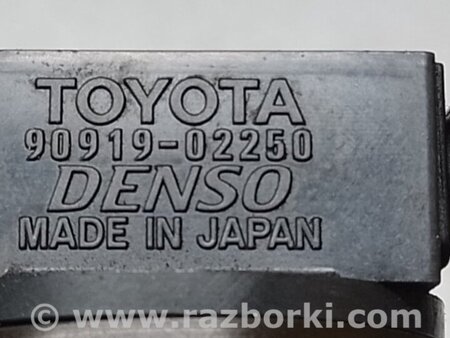 TOYOTA
90919-02250
DENSO
MADE IN JAPAN
www.razborki.com